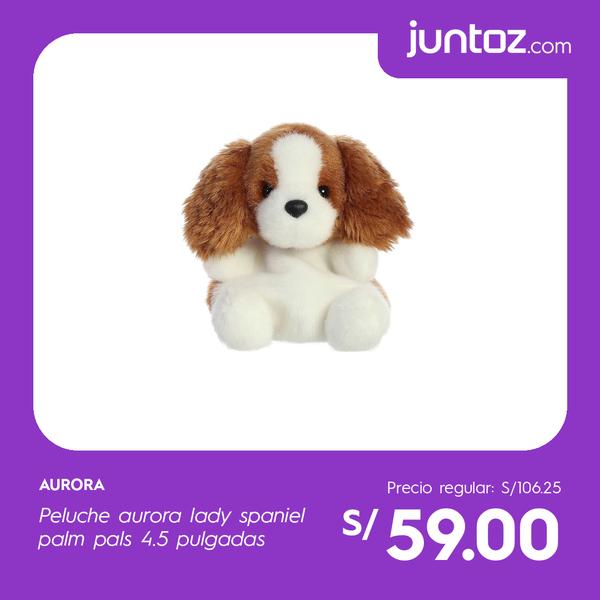 juntoz.com
AURORA
Peluche aurora lady spaniel
palm pals 4.5 pulgadas
Precio regular: S/106.25
S/59.00